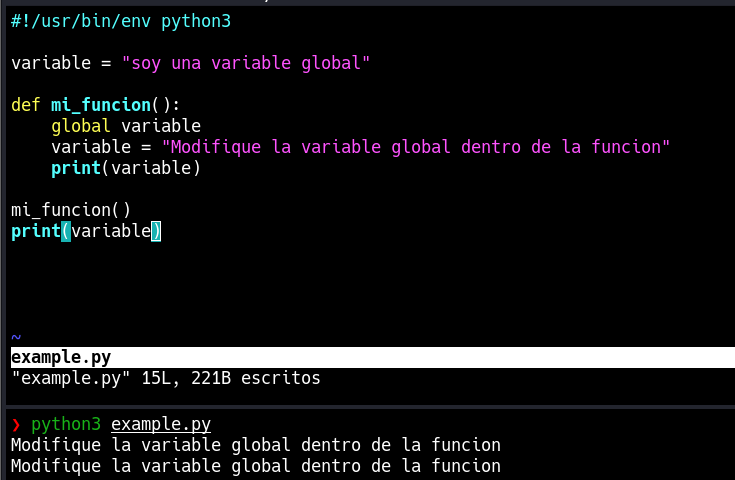 #!/usr/bin/env python3
variable = "soy una variable global"
def mi_funcion():
    global variable
    variable = "Modifique la variable global dentro de la funcion"
    print(variable)
mi_funcion()
print(variable)
~
example.py
"example.py" 15L, 221B escritos
❯ python3 example.py
Modifique la variable global dentro de la funcion
Modifique la variable global dentro de la funcion